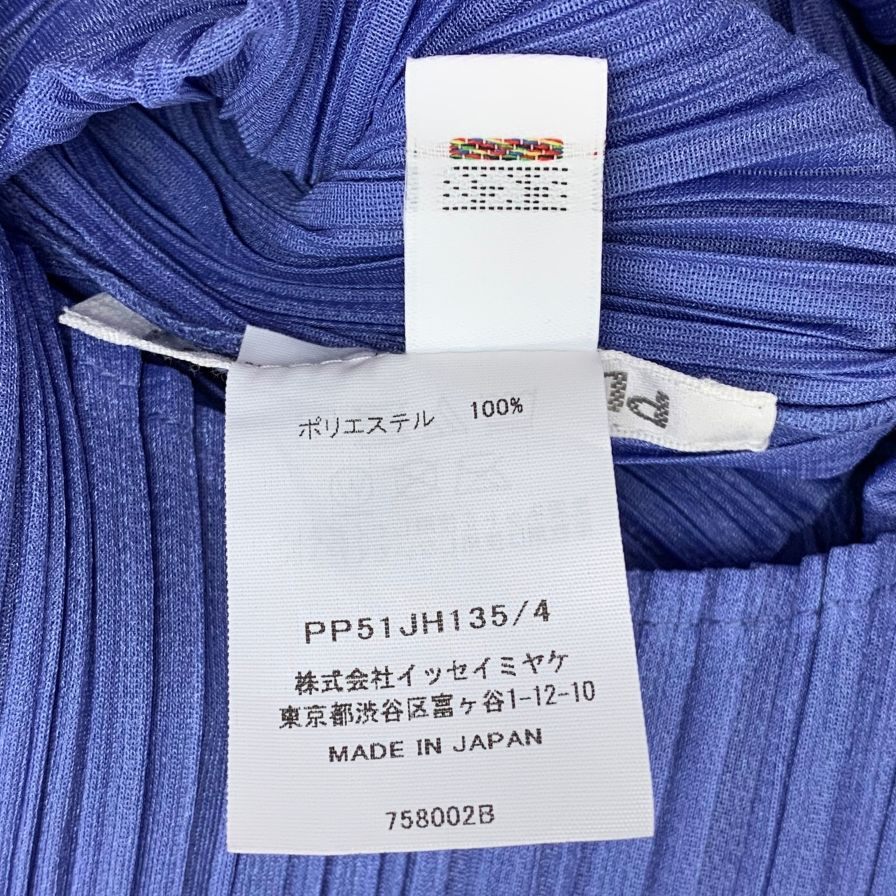 ポリエステル 100%
PP51JH135/4
株式会社イッセイミヤケ
東京都渋谷区富ヶ谷1-12-10
MADE IN JAPAN
758002B